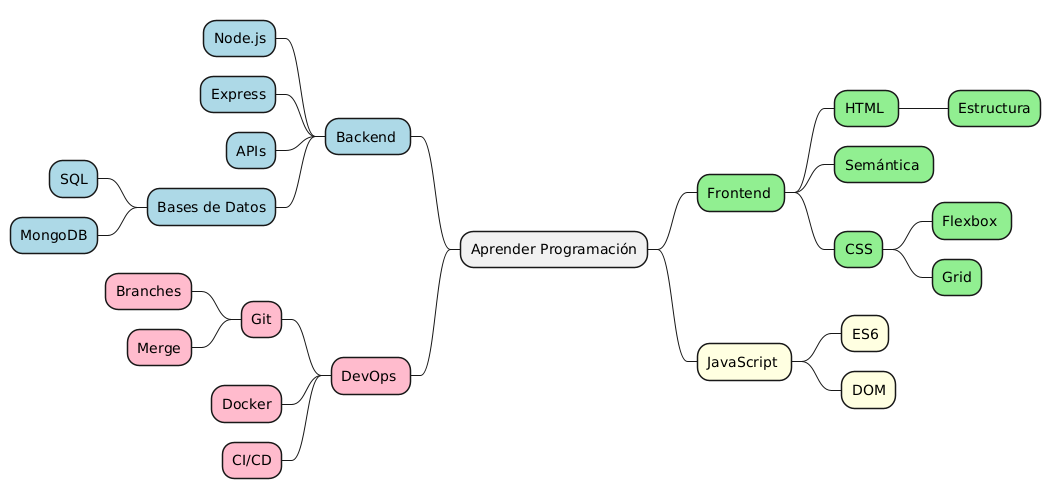 Aprender Programación
Frontend
HTML
Estructura
Semántica
CSS
Flexbox
Grid
JavaScript
ES6
DOM
Backend
Node.js
Express
APIs
Bases de Datos
SQL
MongoDB
DevOps
Git
Branches
Merge
Docker
CI/CD